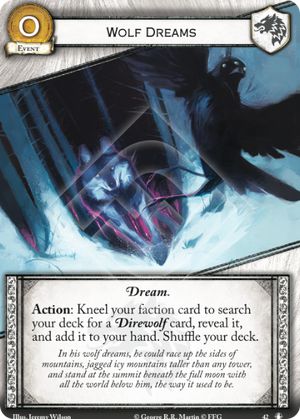 0
EVENT
WOLF DREAMS
Dream.
Action: Kneel your faction card to search
your deck for a Direwolf card, reveal it,
and add it to your hand. Shuffle your deck.
In his wolf dreams, he could race up the sides of
mountains, jagged icy mountains taller than any tower,
and stand at the summit beneath the full moon with
all the world below him, the way it used to be.
Illus. Jeremy Wilson © George R.R. Martin © FFG 42